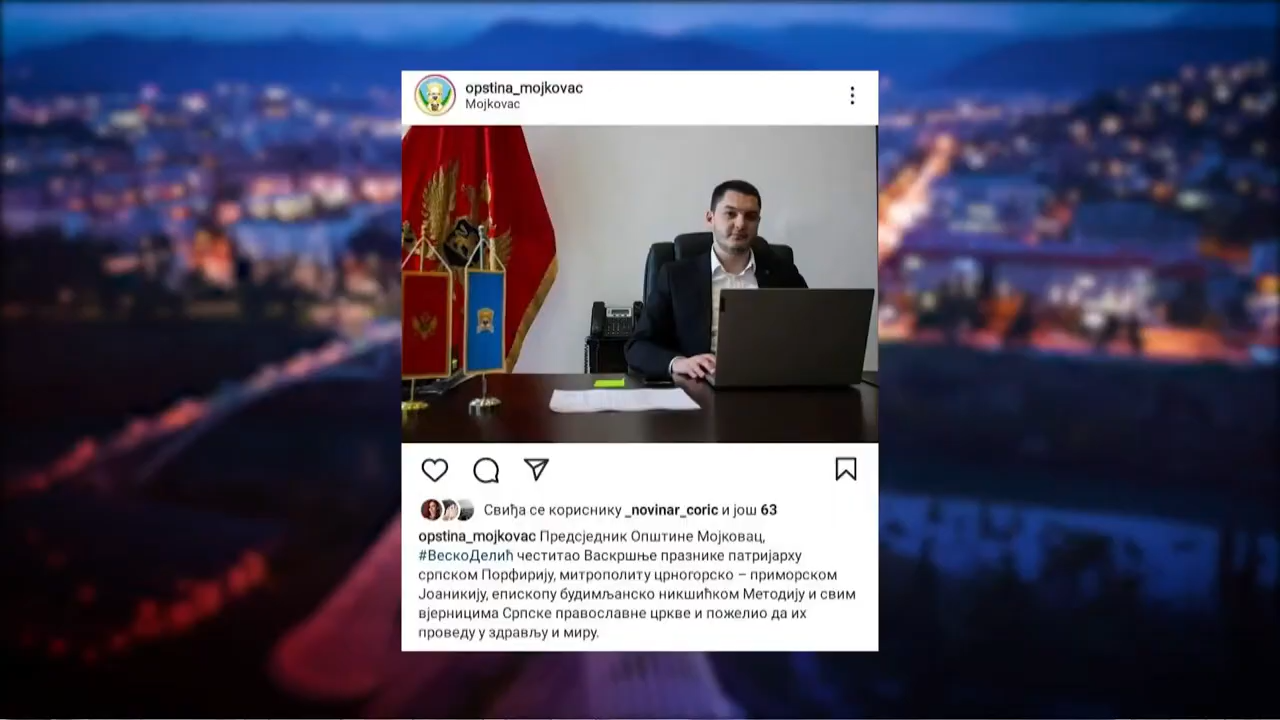 opstina_mojkovac
Mojkovac
Свиђа се кориснику _novinar_coric и још 63
opstina_mojkovac Предсједник Општине Мојковац,
#ВескоДелић честитао Васкршње празнике патријарху
српском Порфирију, митрополиту црногорско – приморском
Јоаникију, епископу будимљанско никшићком Методију и свим
вјерницима Српске православне цркве и пожелио да их
проведу у здрављу и миру.